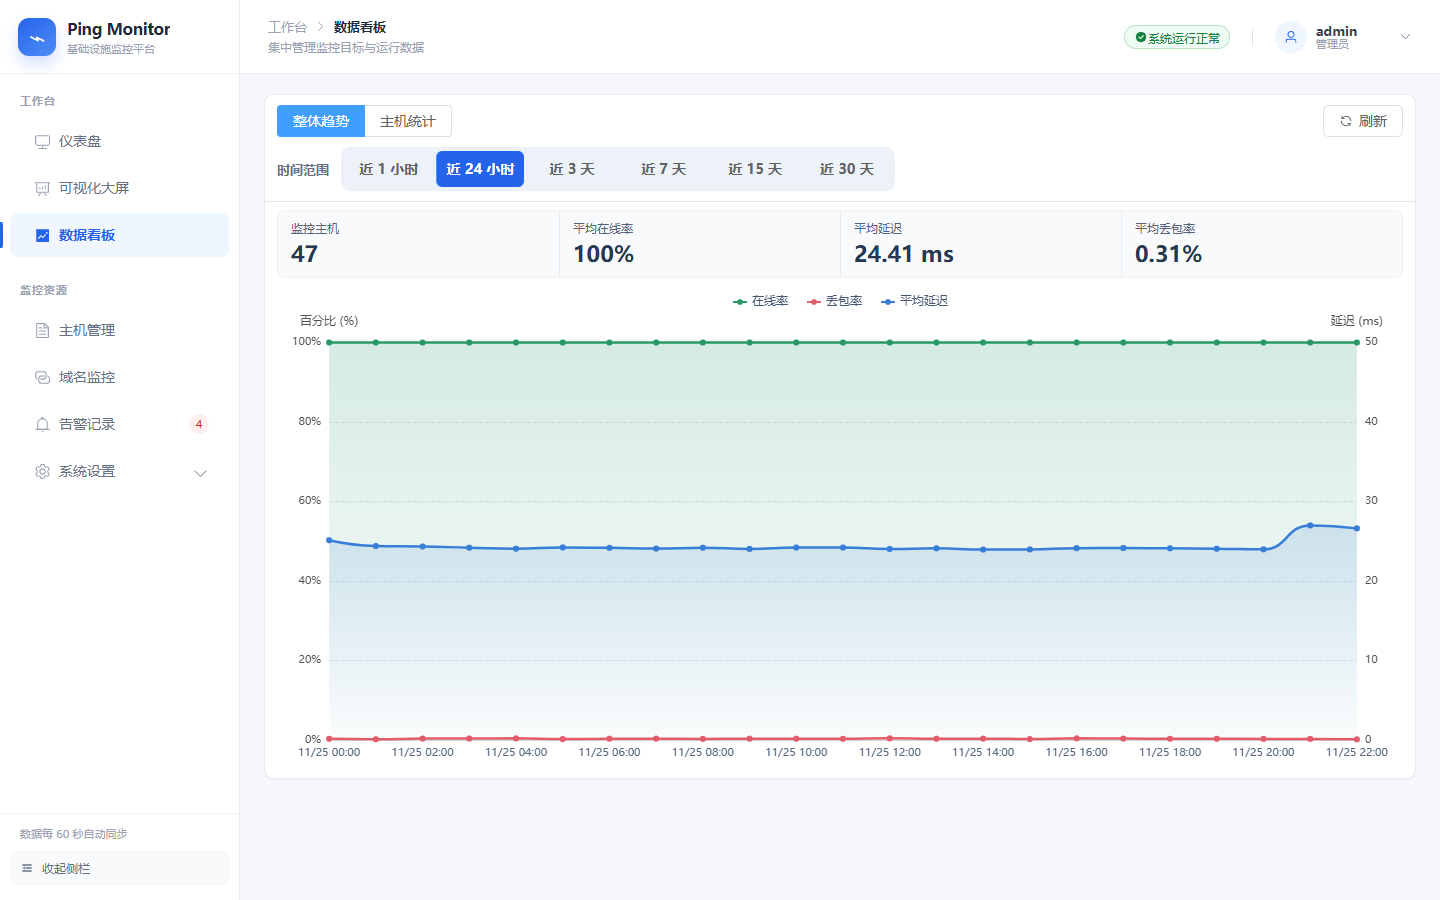 Ping Monitor
基础设施监控平台
工作台
仪表盘
可视化大屏
数据看板
监控资源
主机管理
域名监控
告警记录
4
系统设置
数据每 60 秒自动同步
收起侧栏
工作台 > 数据看板
集中管理监控目标与运行数据
系统运行正常
admin
管理员
整体趋势
主机统计
刷新
时间范围
近 1 小时
近 24 小时
近 3 天
近 7 天
近 15 天
近 30 天
监控主机
47
平均在线率
100%
平均延迟
24.41 ms
平均丢包率
0.31%
在线率
丢包率
平均延迟
百分比 (%)
延迟 (ms)
100%
80%
60%
40%
20%
0%
50
40
30
20
10
0
11/25 00:00
11/25 02:00
11/25 04:00
11/25 06:00
11/25 08:00
11/25 10:00
11/25 12:00
11/25 14:00
11/25 16:00
11/25 18:00
11/25 20:00
11/25 22:00